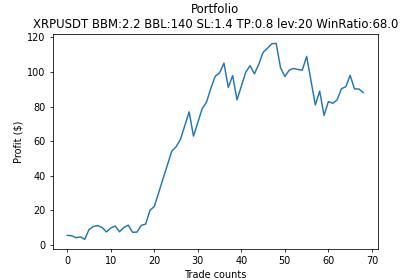 Portfolio
XRPUSDT BBM:2.2 BBL:140 SL:1.4 TP:0.8 lev:20 WinRatio:68.0
120
100
80
60
40
20
0
Profit ($)
0 10 20 30 40 50 60 70
Trade counts